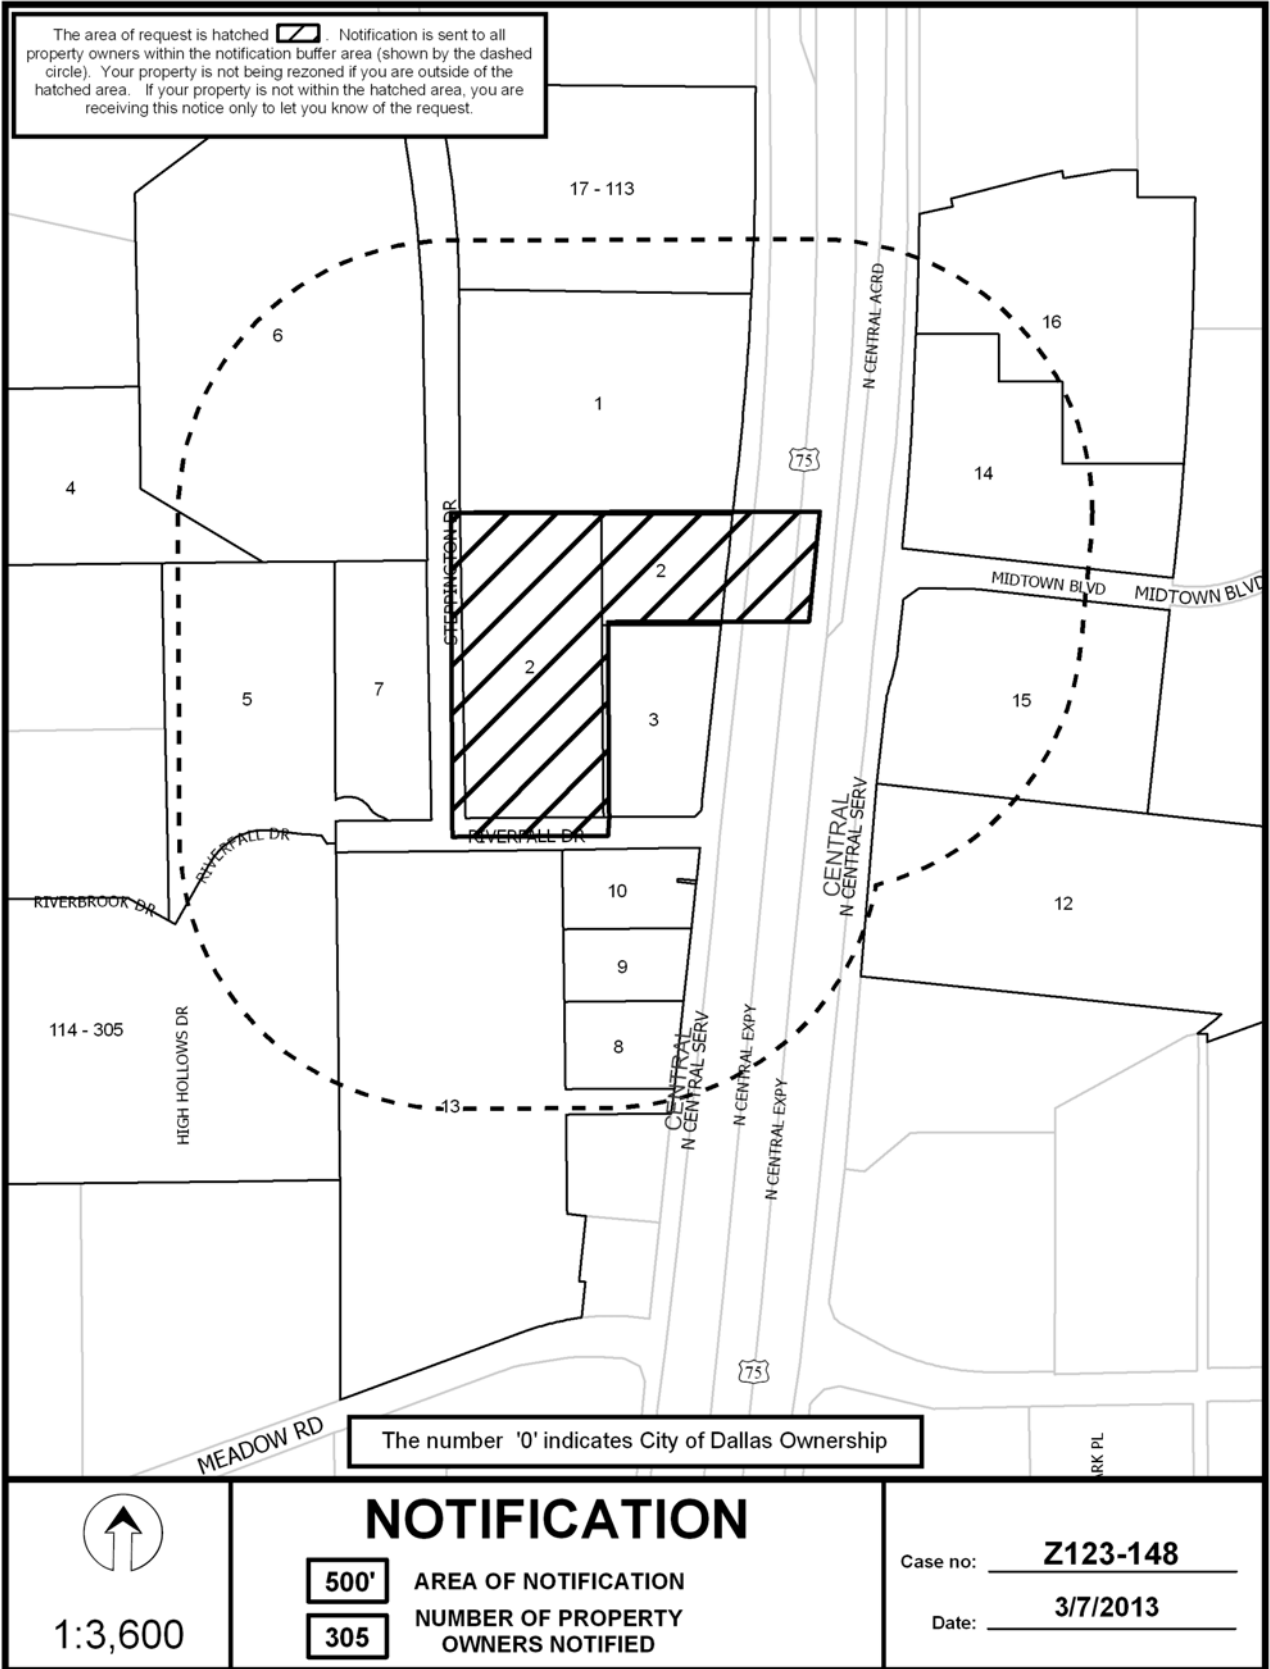 The area of request is hatched . Notification is sent to all
property owners within the notification buffer area (shown by the dashed
circle). Your property is not being rezoned if you are outside of the
hatched area. If your property is not within the hatched area, you are
receiving this notice only to let you know of the request.
17 - 113
N CENTRAL ACRD
16
6
1
75
14
4
STEPPINGTON DR
2
MIDTOWN BLVD
MIDTOWN BLVD
2
7
5
15
3
CENTRAL
N CENTRAL SERV
RIVERFALL DR
RIVERFALL DR
10
RIVERBROOK DR
12
9
114 - 305
HIGH HOLLOWS DR
8
CENTRAL
N CENTRAL SERV
N CENTRAL EXPY
N CENTRAL EXPY
13
75
MEADOW RD
The number '0' indicates City of Dallas Ownership
ARK PL
1:3,600
NOTIFICATION
500' AREA OF NOTIFICATION
305 NUMBER OF PROPERTY
OWNERS NOTIFIED
Case no: Z123-148
Date: 3/7/2013